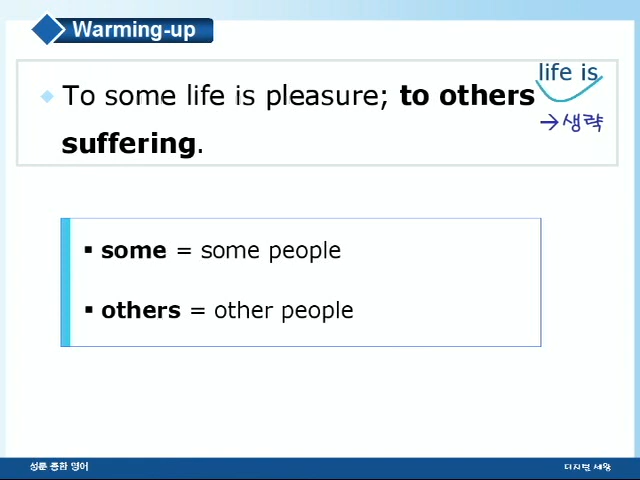 Warming-up
life is
To some life is pleasure; to others
→생략
suffering.
▪ some = some people
▪ others = other people
성문 종합 영어
디지털 세왕